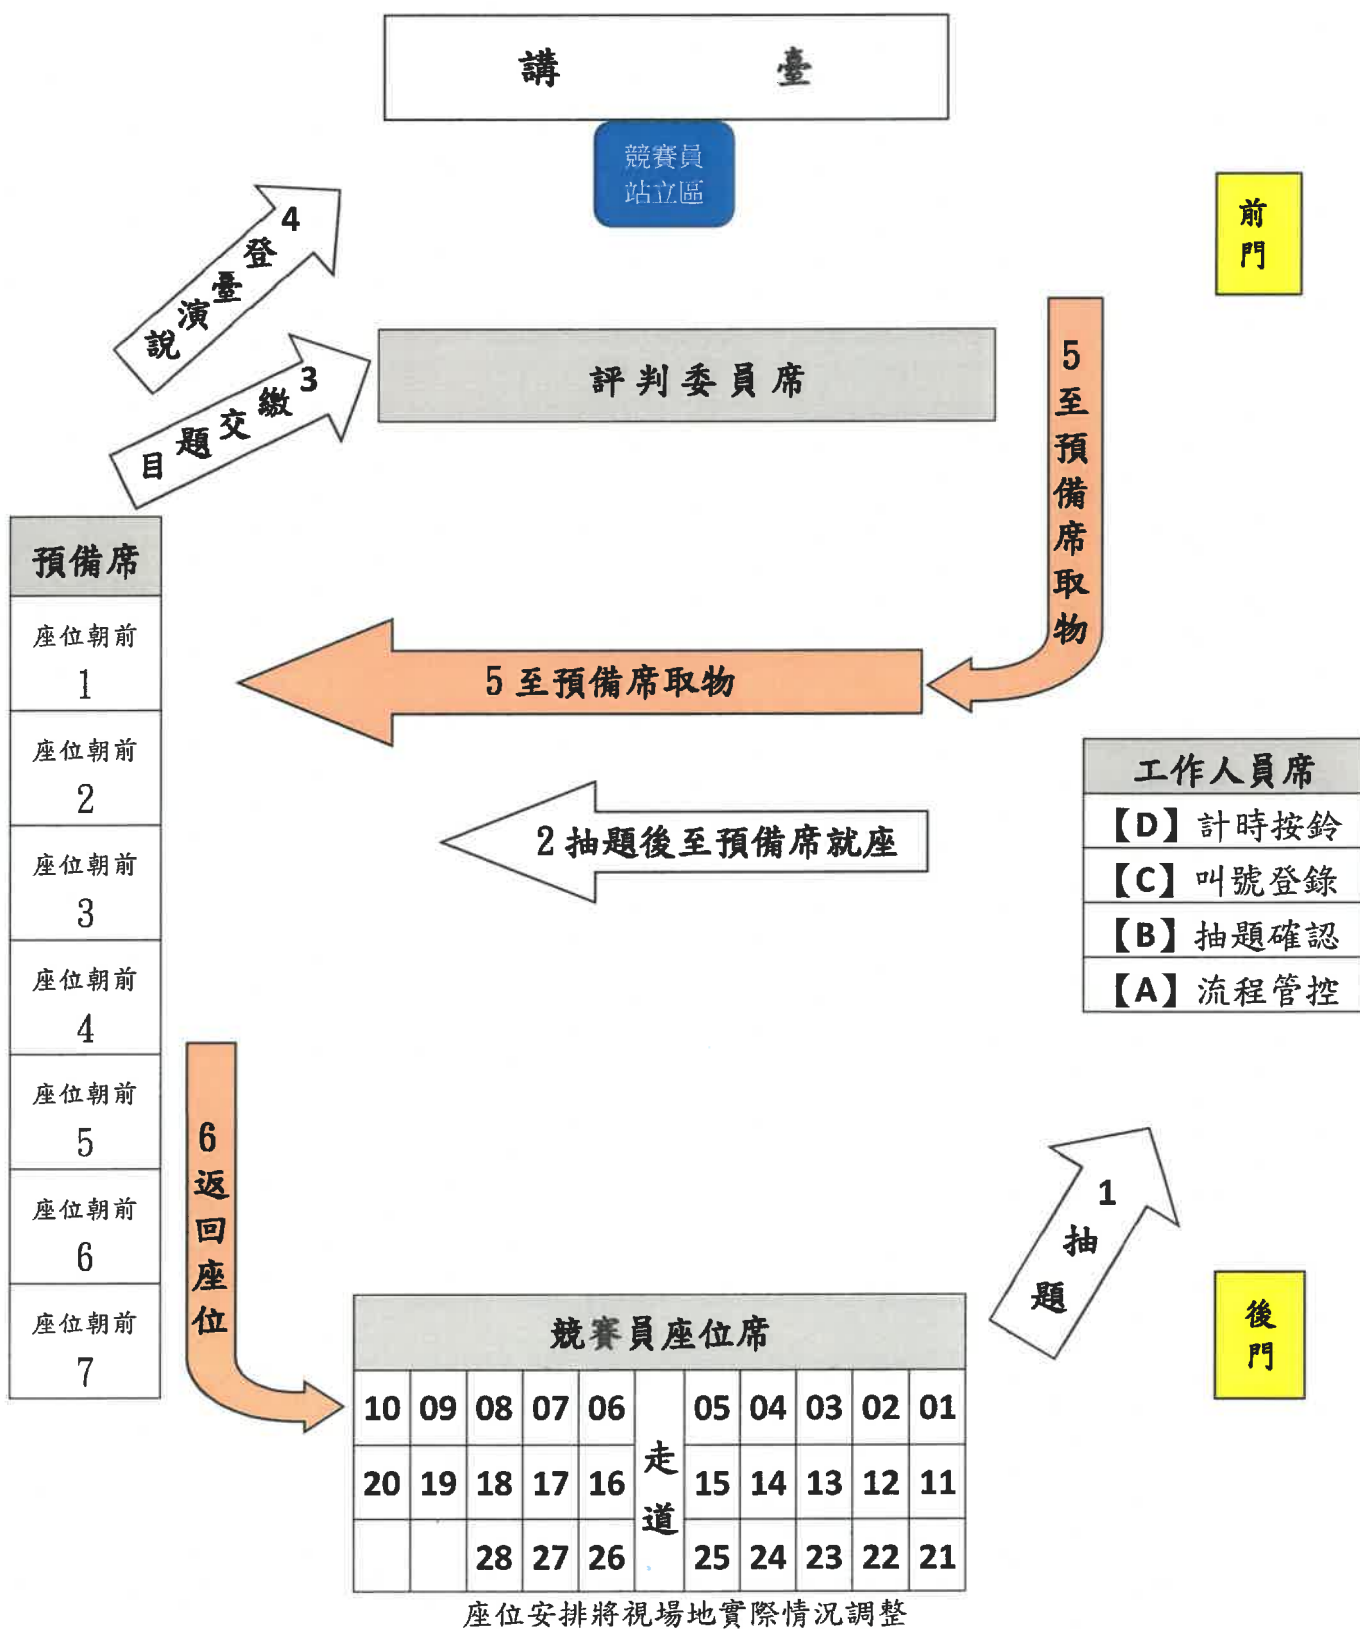 講 臺
競賽員
站立區
前
門
4登臺演說
3繳交題目
評判委員席
5至預備席取物
預備席
座位朝前
1
座位朝前
2
座位朝前
3
座位朝前
4
座位朝前
5
座位朝前
6
座位朝前
7
5至預備席取物
2抽題後至預備席就座
工作人員席
【D】計時按鈴
【C】叫號登錄
【B】抽題確認
【A】流程管控
6返回座位
1抽題
後
門
競賽員座位席
10 09 08 07 06 05 04 03 02 01
走道
20 19 18 17 16 15 14 13 12 11
28 27 26 25 24 23 22 21
座位安排將視場地實際情況調整